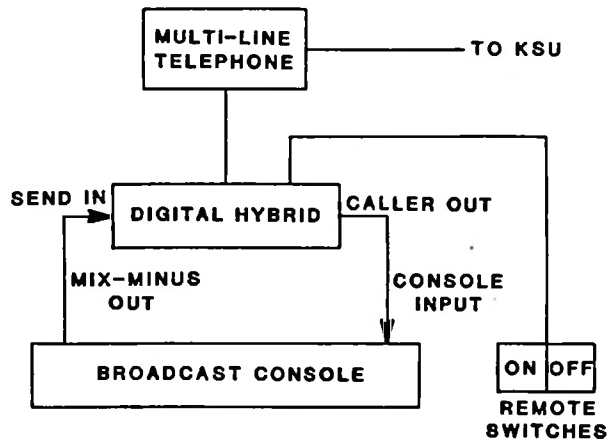 MULTI-LINE
TELEPHONE
TO KSU
SEND IN
DIGITAL HYBRID
CALLER OUT
MIX-MINUS
OUT
CONSOLE
INPUT
BROADCAST CONSOLE
ON OFF
REMOTE
SWITCHES